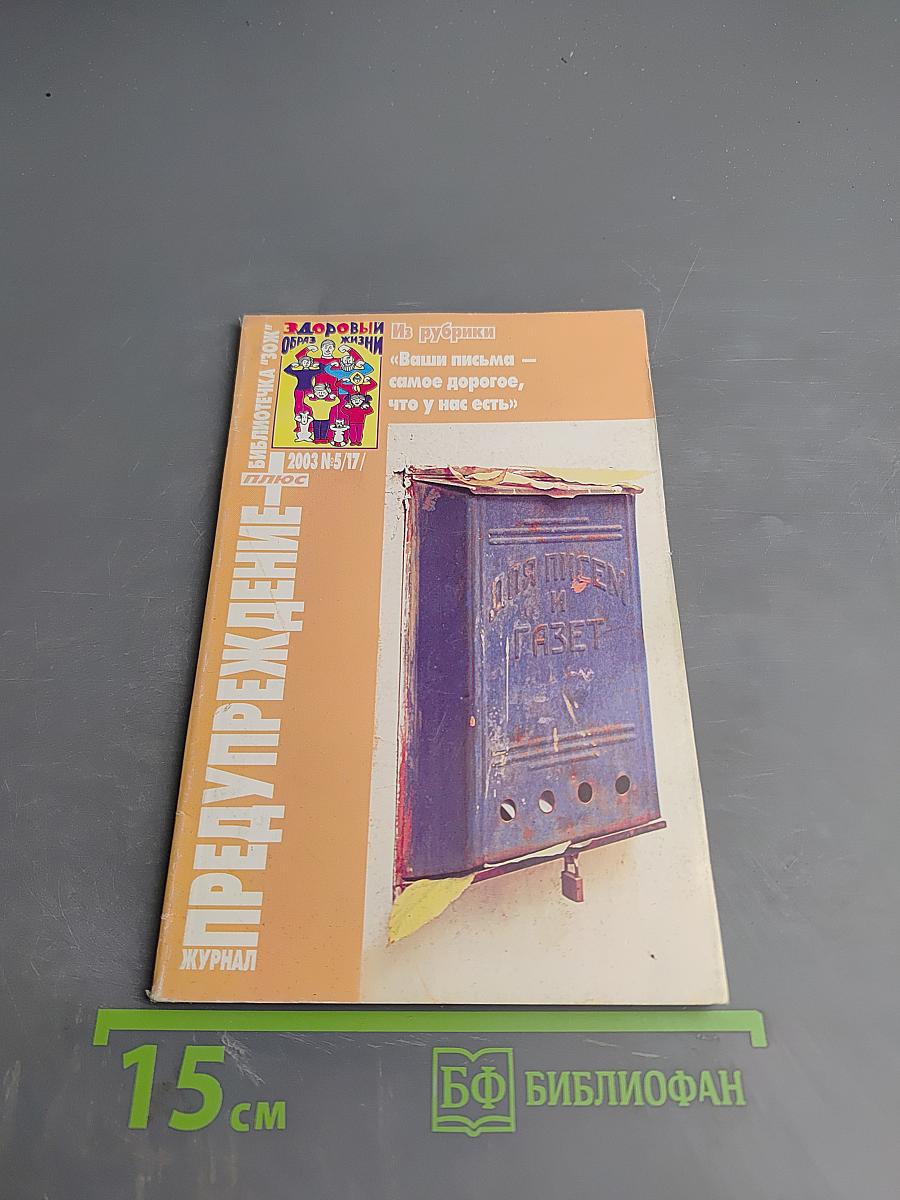 ЗДОРОВЫЙ
ОБРАЗ ЖИЗНИ
2003 №5/17/
Из рубрики
«Ваши письма —
самое дорогое,
что у нас есть»
БИБЛИОТЕЧКА "ЗОЖ"
ПЛЮС
ЖУРНАЛ
ПРЕДУПРЕЖДЕНИЕ
ДЛЯ ПИСЕМ
И
ГАЗЕТ
15 см
БФ БИБЛИОФАН